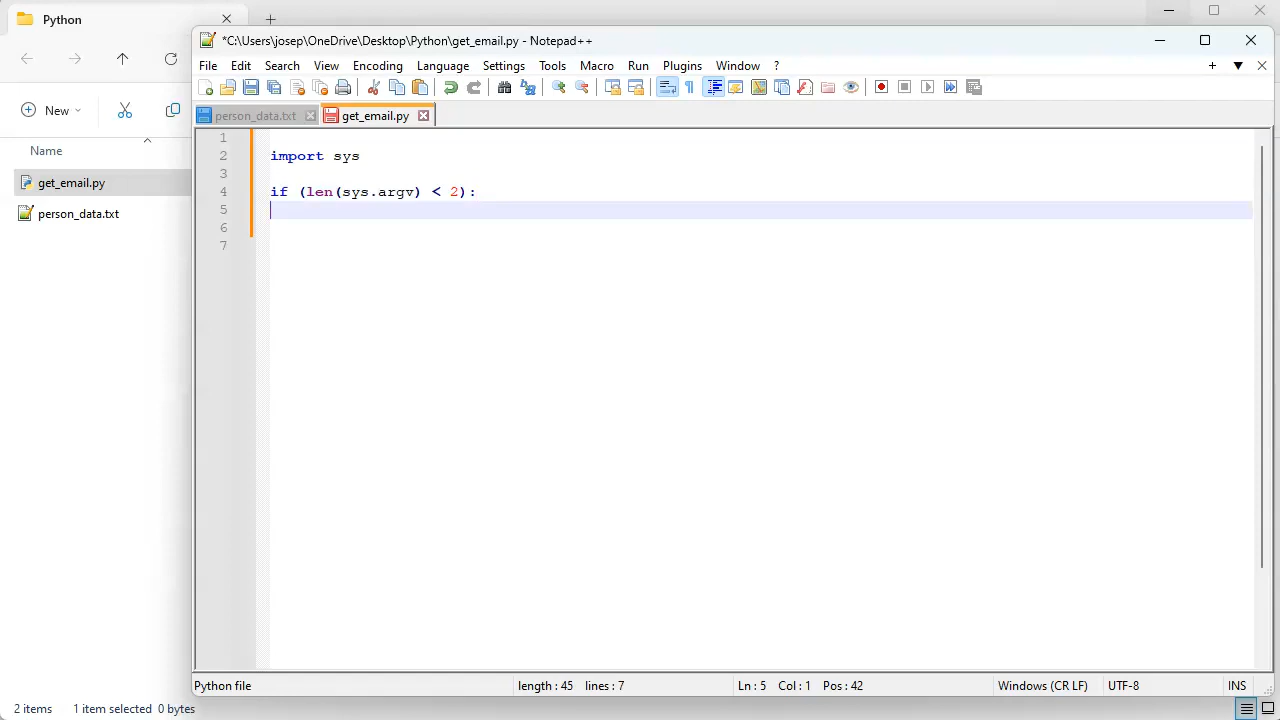 Python
*C:\Users\josep\OneDrive\Desktop\Python\get_email.py - Notepad++
File Edit Search View Encoding Language Settings Tools Macro Run Plugins Window ?
New
person_data.txt get_email.py
Name
get_email.py
person_data.txt
1
2 import sys
3
4 if (len(sys.argv) < 2):
5
6
7
Python file length : 45 lines : 7 Ln : 5 Col : 1 Pos : 42 Windows (CR LF) UTF-8 INS
2 items 1 item selected 0 bytes